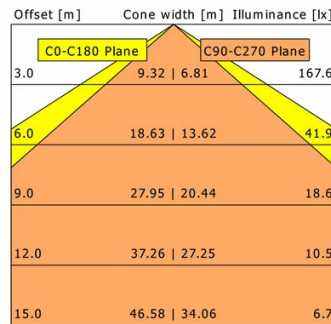 Offset [m] Cone width [m] Illuminance [lx]
C0-C180 Plane C90-C270 Plane
3.0 9.32 | 6.81 167.6
6.0 18.63 | 13.62 41.9
9.0 27.95 | 20.44 18.6
12.0 37.26 | 27.25 10.5
15.0 46.58 | 34.06 6.7